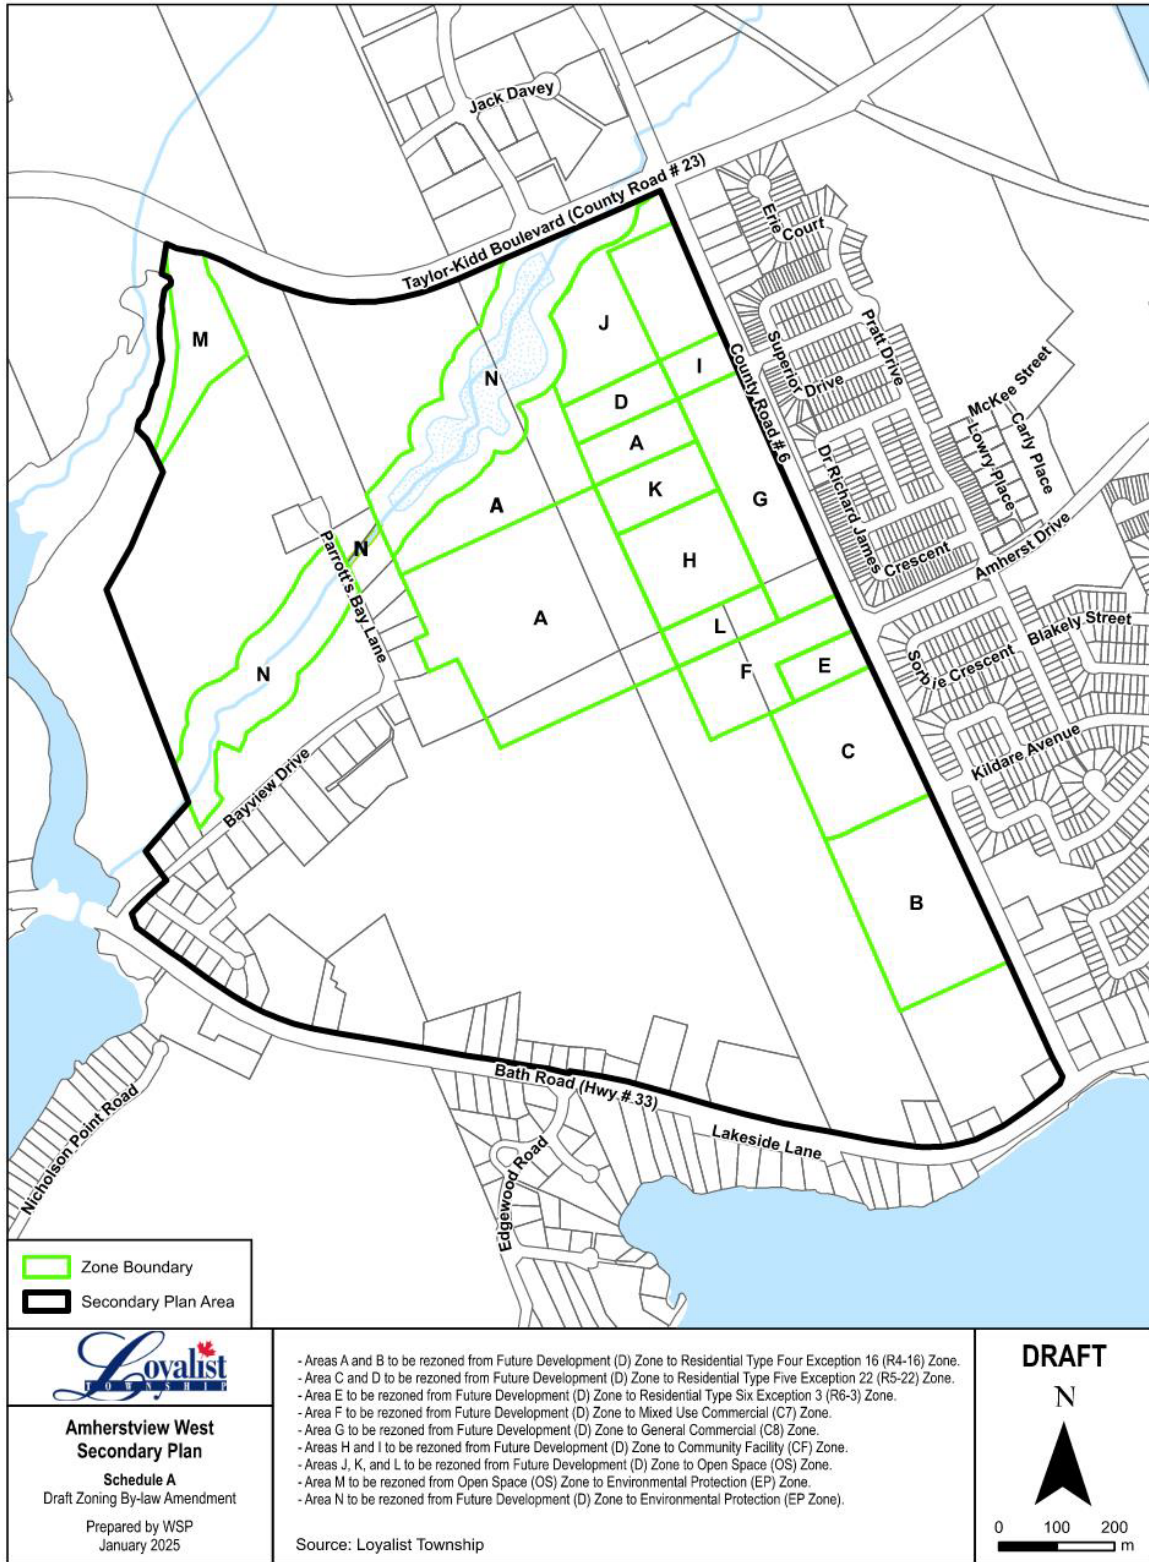 Jack Davey
Taylor-Kidd Boulevard (County Road # 23)
Erie Court
M
J
N
Superior Drive
Pratt Drive
County Road # 6
I
D
McKee Street
A
Lowry Place
Carly Place
K
Dr Richard James Crescent
G
A
N
Parrott's Bay Lane
H
Amherst Drive
A
L
Blakely Street
N
F
E
Sorbie Crescent
C
Kildare Avenue
Bayview Drive
B
Bath Road (Hwy # 33)
Lakeside Lane
Nicholson Point Road
Edgewood Road
Zone Boundary
Secondary Plan Area
Loyalist
TOWNSHIP
Amherstview West
Secondary Plan
Schedule A
Draft Zoning By-law Amendment
Prepared by WSP
January 2025
- Areas A and B to be rezoned from Future Development (D) Zone to Residential Type Four Exception 16 (R4-16) Zone.
- Area C and D to be rezoned from Future Development (D) Zone to Residential Type Five Exception 22 (R5-22) Zone.
- Area E to be rezoned from Future Development (D) Zone to Residential Type Six Exception 3 (R6-3) Zone.
- Area F to be rezoned from Future Development (D) Zone to Mixed Use Commercial (C7) Zone.
- Area G to be rezoned from Future Development (D) Zone to General Commercial (C8) Zone.
- Areas H and I to be rezoned from Future Development (D) Zone to Community Facility (CF) Zone.
- Areas J, K, and L to be rezoned from Future Development (D) Zone to Open Space (OS) Zone.
- Area M to be rezoned from Open Space (OS) Zone to Environmental Protection (EP) Zone.
- Area N to be rezoned from Future Development (D) Zone to Environmental Protection (EP Zone).
Source: Loyalist Township
DRAFT
N
0 100 200
m